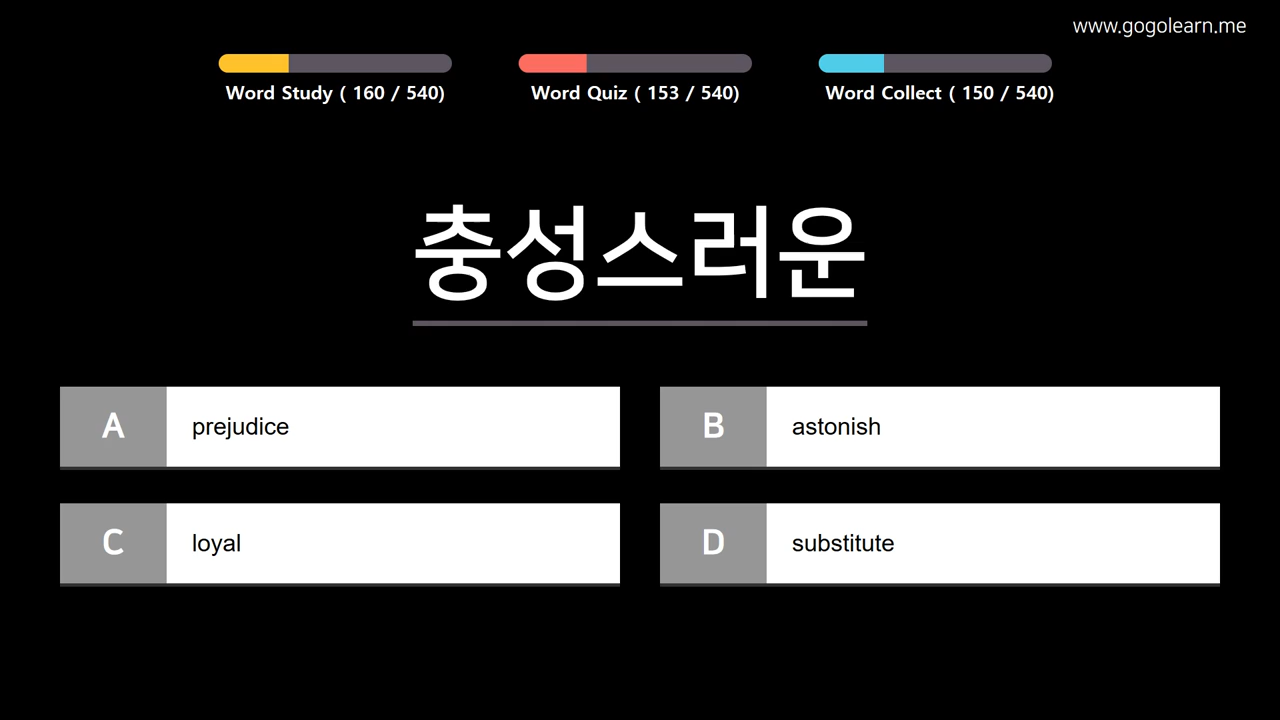 www.gogolearn.me
Word Study ( 160 / 540)
Word Quiz ( 153 / 540)
Word Collect ( 150 / 540)
충성스러운
A prejudice
B astonish
C loyal
D substitute